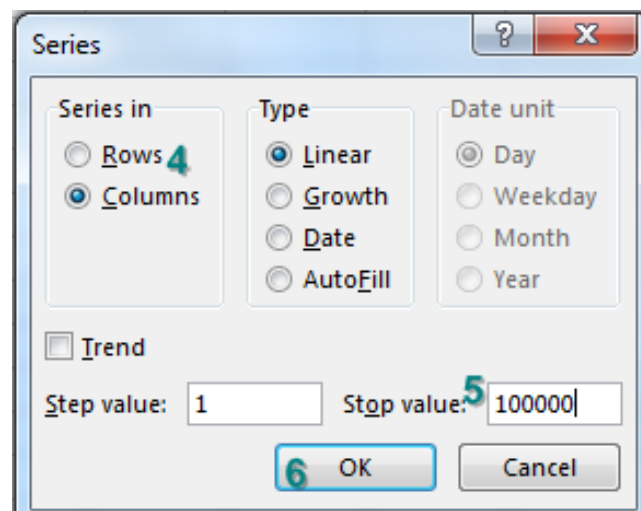 Series ?
Series in Type Date unit
Rows 4 Linear Day
Columns Growth Weekday
Date Month
AutoFill Year
Trend
Step value: 1 Stop value: 5 100000
6 OK Cancel